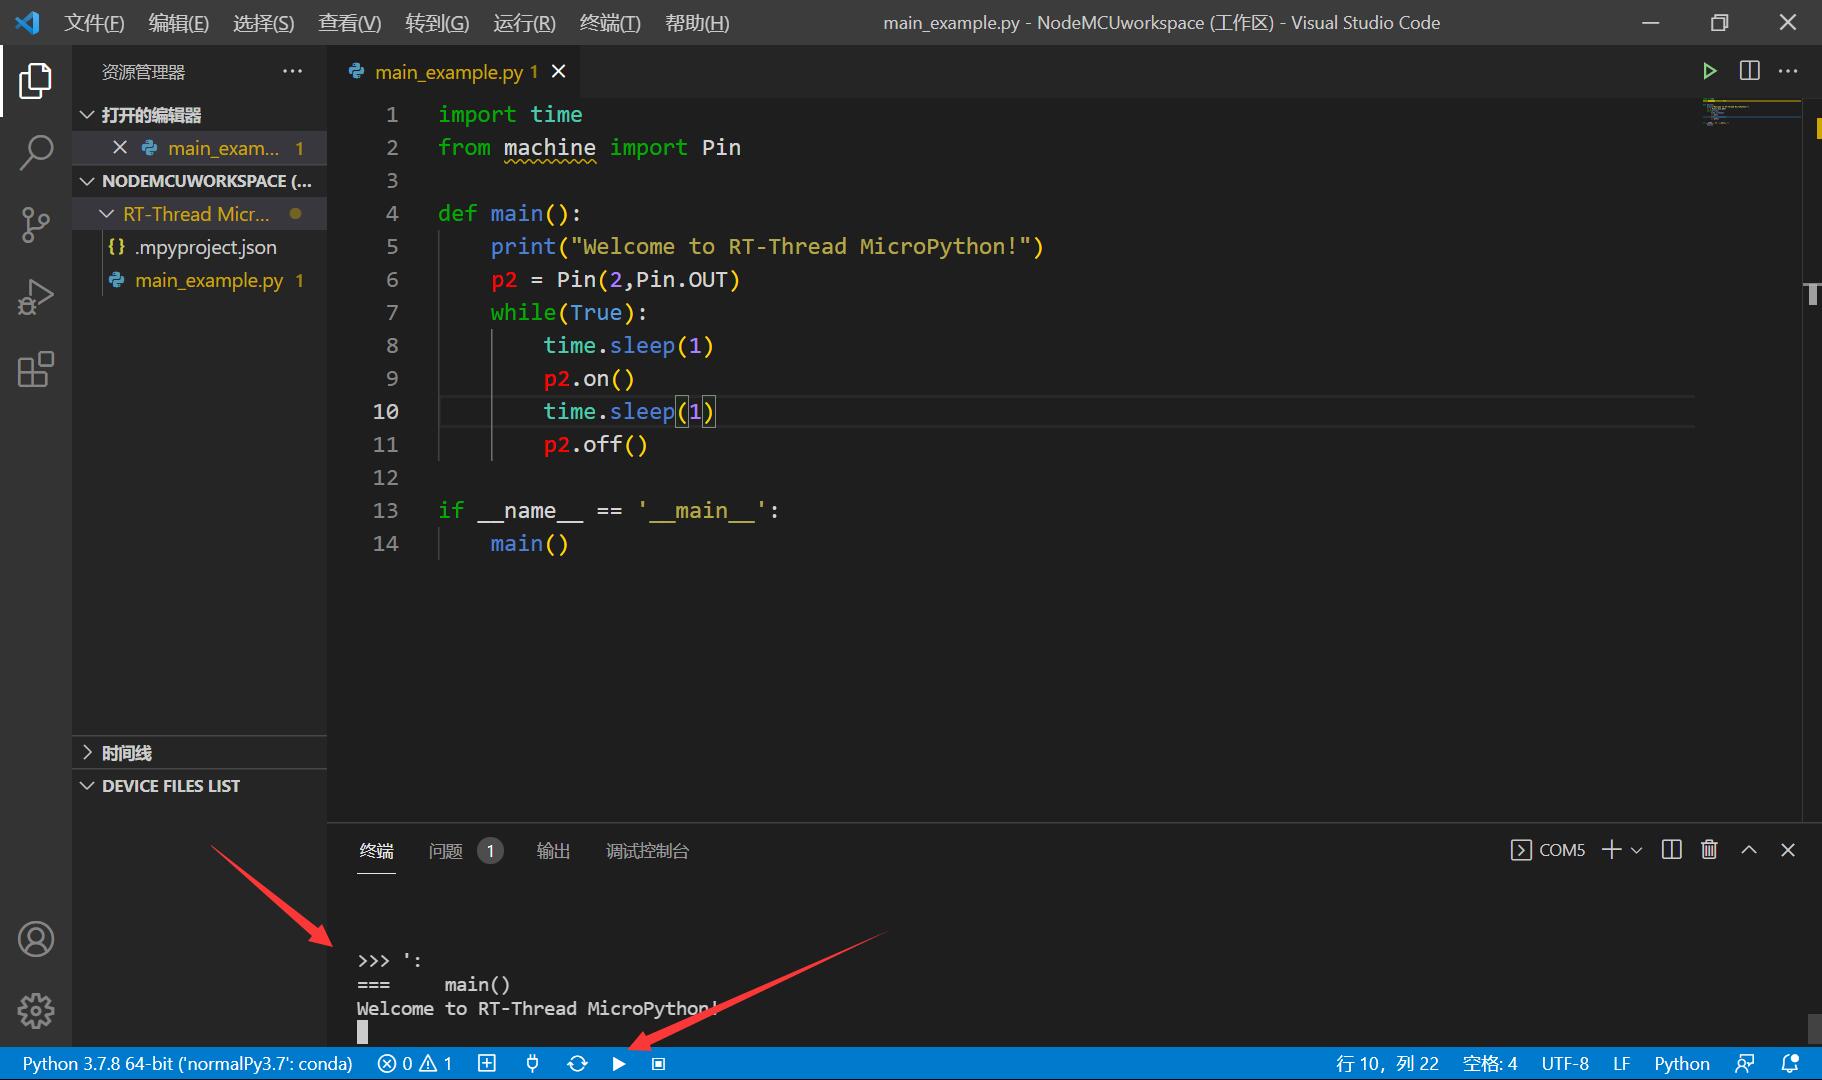 文件(F) 编辑(E) 选择(S) 查看(V) 转到(G) 运行(R) 终端(T) 帮助(H) main_example.py - NodeMCUworkspace (工作区) - Visual Studio Code
资源管理器 ···
打开的编辑器
main_exam... 1
NODEMCUWORKSPACE (...
RT-Thread Micr...
{} .mpyproject.json
main_example.py 1
时间线
DEVICE FILES LIST
main_example.py 1
1 import time
2 from machine import Pin
3
4 def main():
5 print("Welcome to RT-Thread MicroPython!")
6 p2 = Pin(2,Pin.OUT)
7 while(True):
8 time.sleep(1)
9 p2.on()
10 time.sleep(1)
11 p2.off()
12
13 if __name__ == '__main__':
14 main()
终端 问题 1 输出 调试控制台 COM5
>>> ':
=== main()
Welcome to RT-Thread MicroPython!
Python 3.7.8 64-bit ('normalPy3.7': conda) 0 1 行 10，列 22 空格: 4 UTF-8 LF Python